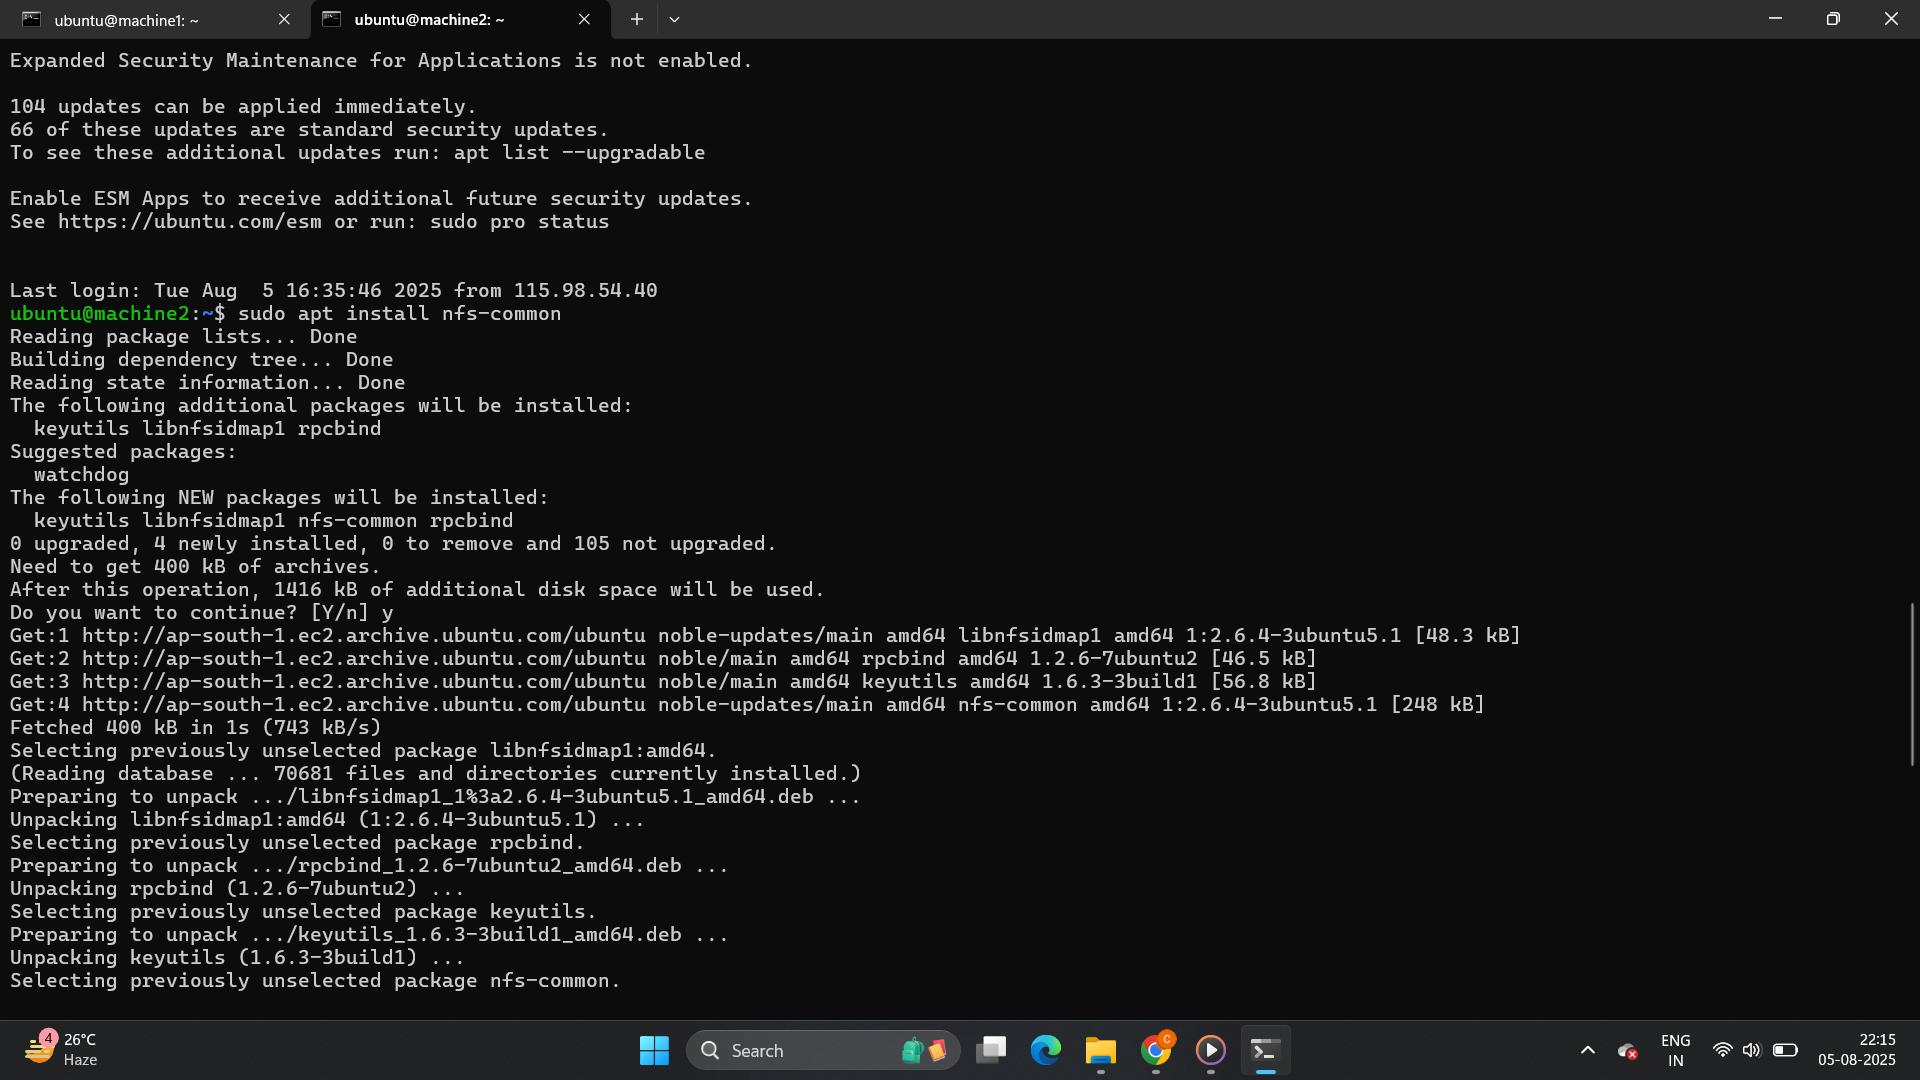 ubuntu@machine1: ~
ubuntu@machine2: ~
Expanded Security Maintenance for Applications is not enabled.
104 updates can be applied immediately.
66 of these updates are standard security updates.
To see these additional updates run: apt list --upgradable
Enable ESM Apps to receive additional future security updates.
See https://ubuntu.com/esm or run: sudo pro status
Last login: Tue Aug  5 16:35:46 2025 from 115.98.54.40
ubuntu@machine2:~$ sudo apt install nfs-common
Reading package lists... Done
Building dependency tree... Done
Reading state information... Done
The following additional packages will be installed:
  keyutils libnfsidmap1 rpcbind
Suggested packages:
  watchdog
The following NEW packages will be installed:
  keyutils libnfsidmap1 nfs-common rpcbind
0 upgraded, 4 newly installed, 0 to remove and 105 not upgraded.
Need to get 400 kB of archives.
After this operation, 1416 kB of additional disk space will be used.
Do you want to continue? [Y/n] y
Get:1 http://ap-south-1.ec2.archive.ubuntu.com/ubuntu noble-updates/main amd64 libnfsidmap1 amd64 1:2.6.4-3ubuntu5.1 [48.3 kB]
Get:2 http://ap-south-1.ec2.archive.ubuntu.com/ubuntu noble/main amd64 rpcbind amd64 1.2.6-7ubuntu2 [46.5 kB]
Get:3 http://ap-south-1.ec2.archive.ubuntu.com/ubuntu noble/main amd64 keyutils amd64 1.6.3-3build1 [56.8 kB]
Get:4 http://ap-south-1.ec2.archive.ubuntu.com/ubuntu noble-updates/main amd64 nfs-common amd64 1:2.6.4-3ubuntu5.1 [248 kB]
Fetched 400 kB in 1s (743 kB/s)
Selecting previously unselected package libnfsidmap1:amd64.
(Reading database ... 70681 files and directories currently installed.)
Preparing to unpack .../libnfsidmap1_1%3a2.6.4-3ubuntu5.1_amd64.deb ...
Unpacking libnfsidmap1:amd64 (1:2.6.4-3ubuntu5.1) ...
Selecting previously unselected package rpcbind.
Preparing to unpack .../rpcbind_1.2.6-7ubuntu2_amd64.deb ...
Unpacking rpcbind (1.2.6-7ubuntu2) ...
Selecting previously unselected package keyutils.
Preparing to unpack .../keyutils_1.6.3-3build1_amd64.deb ...
Unpacking keyutils (1.6.3-3build1) ...
Selecting previously unselected package nfs-common.
4
26°C
Haze
Search
C
ENG
IN
22:15
05-08-2025